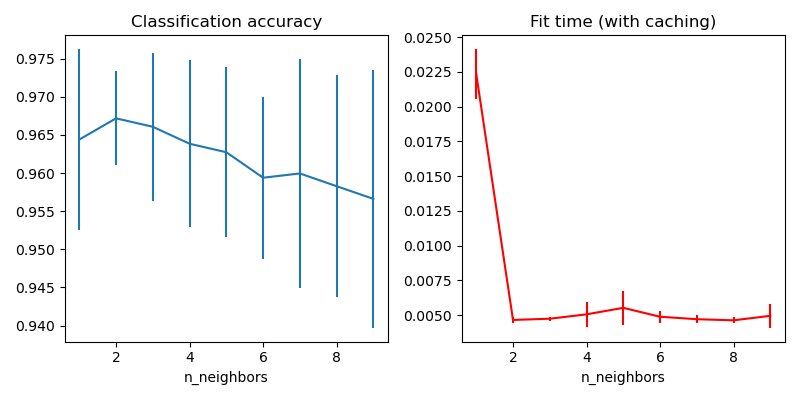 Classification accuracy
0.975
0.970
0.965
0.960
0.955
0.950
0.945
0.940
2 4 6 8
n_neighbors
Fit time (with caching)
0.0250
0.0225
0.0200
0.0175
0.0150
0.0125
0.0100
0.0075
0.0050
2 4 6 8
n_neighbors